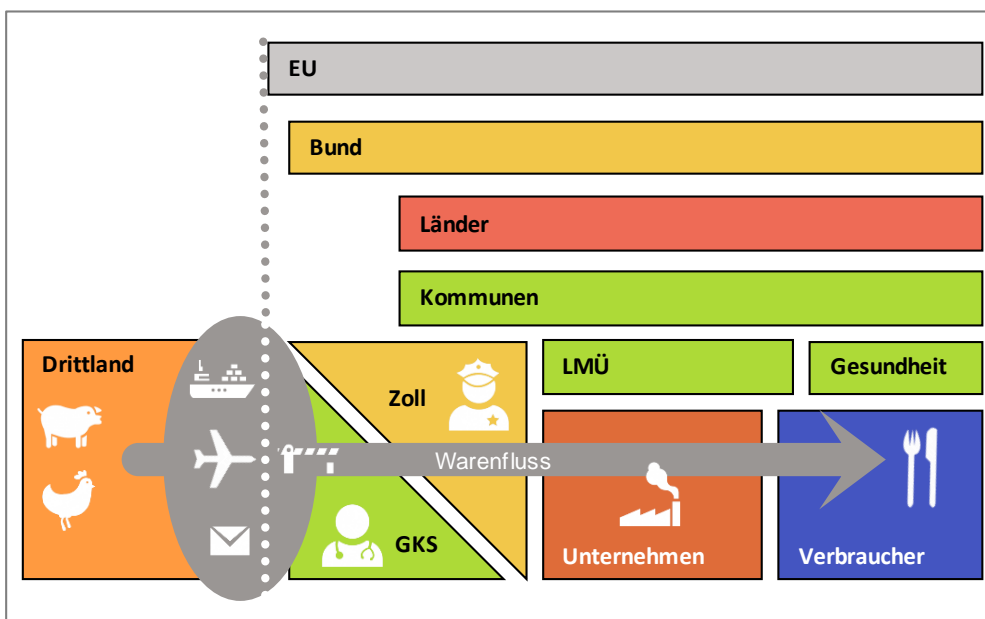 EU
Bund
Länder
Kommunen
Drittland
Zoll
LMÜ
Gesundheit
Warenfluss
GKS
Unternehmen
Verbraucher